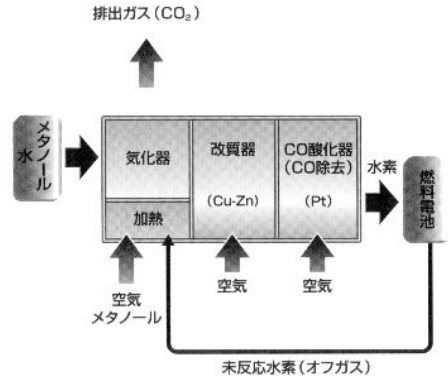 排出ガス(CO₂)
メタノール
水
気化器
加熱
改質器
(Cu-Zn)
CO酸化器
(CO除去)
(Pt)
水素
燃料電池
空気
メタノール
空気
空気
未反応水素(オフガス)